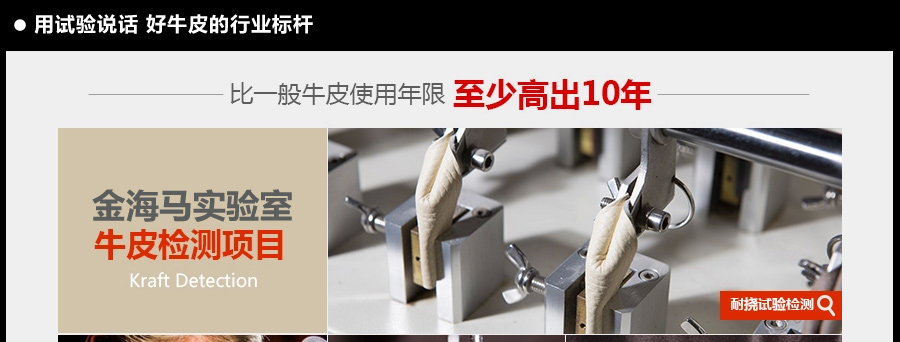 ● 用试验说话 好牛皮的行业标杆
比一般牛皮使用年限 至少高出10年
金海马实验室
牛皮检测项目
Kraft Detection
耐挠试验检测